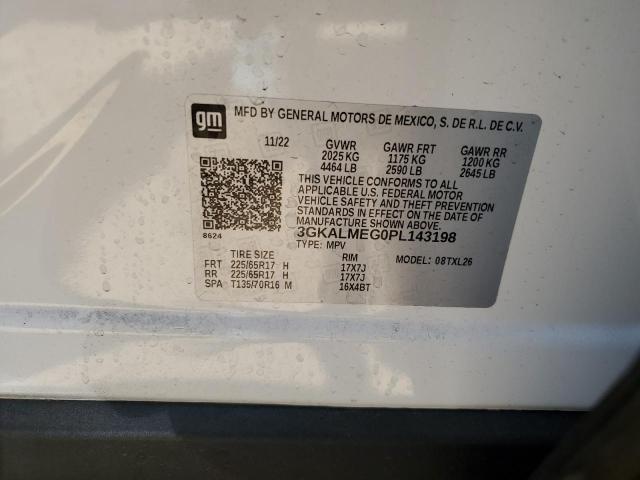 gm
MFD BY GENERAL MOTORS DE MEXICO, S. DE R.L. DE C.V.
11/22 GVWR GAWR FRT GAWR RR
2025 KG 1175 KG 1200 KG
4464 LB 2590 LB 2645 LB
THIS VEHICLE CONFORMS TO ALL
APPLICABLE U.S. FEDERAL MOTOR
VEHICLE SAFETY AND THEFT PREVENTION
STANDARDS IN EFFECT ON THE DATE OF
MANUFACTURE SHOWN ABOVE.
8624 3GKALMEG0PL143198
TYPE: MPV
TIRE SIZE RIM MODEL: 08TXL26
FRT 225/65R17 H 17X7J
RR 225/65R17 H 17X7J
SPA T135/70R16 M 16X4BT